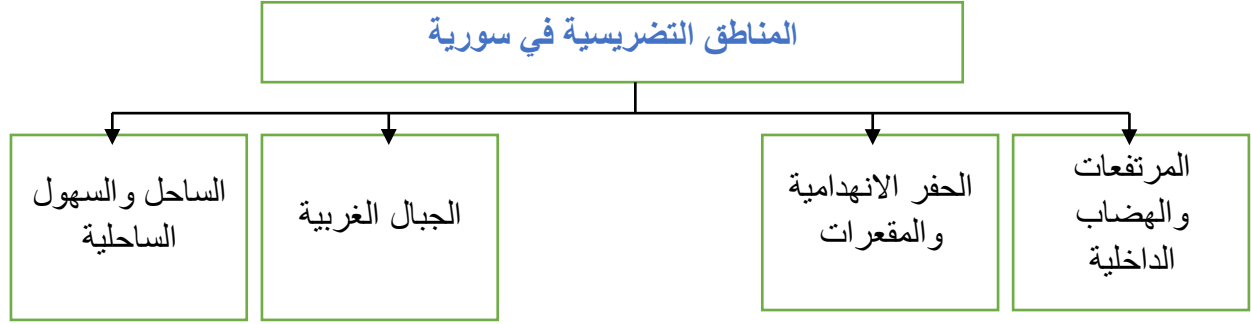 المناطق التضريسية في سورية
المرتفعات
والهضاب
الداخلية
الحفر الانهدامية
والمقعرات
الجبال الغربية
الساحل والسهول
الساحلية